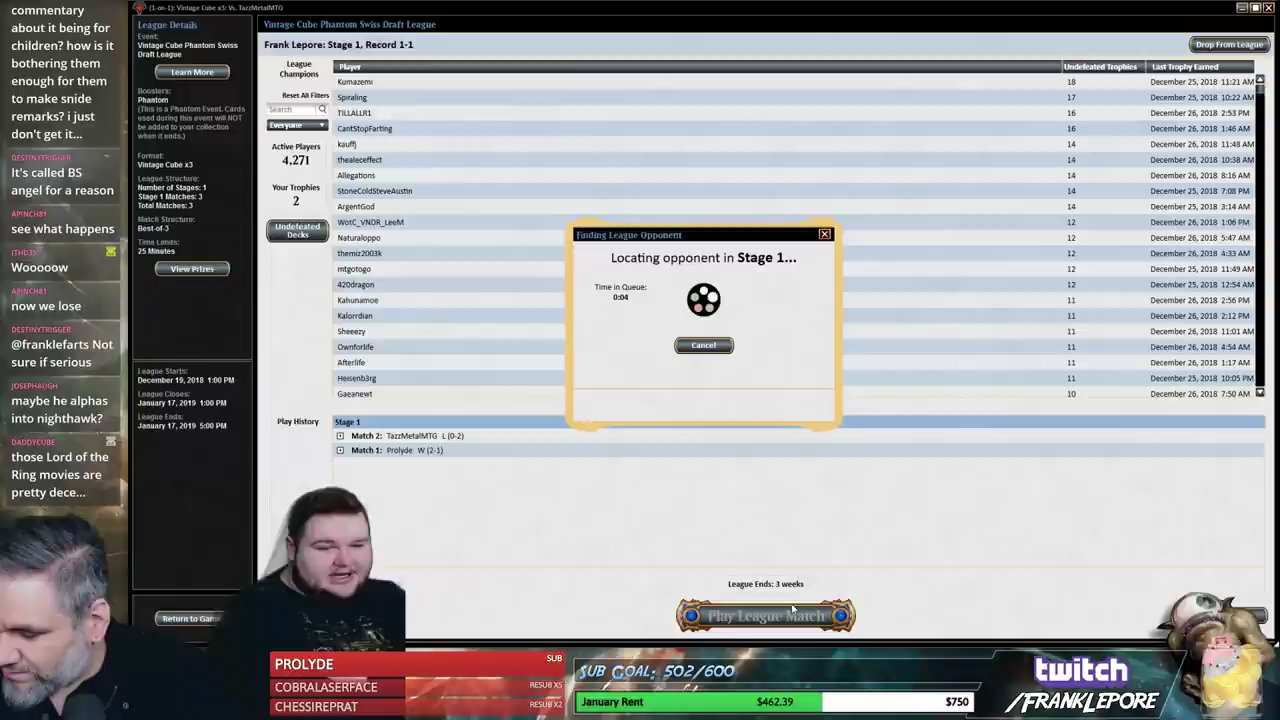 (1-on-1): Vintage Cube x3: Vs. TazzMetalMTG
commentary
about it being for
children? how is it
bothering them
enough for them
to make snide
remarks? i just
don't get it...
DESTINYTRIGGER
It's called BS
angel for a reason
APINCH81
see what happens
JTHD35
Wooooow
APINCH81
now we lose
DESTINYTRIGGER
@franklefarts Not
sure if serious
JOSEPHAUGH
maybe he alphas
into nighthawk?
DADDYCUBE
those Lord of the
Ring movies are
pretty dece...
League Details
Event:
Vintage Cube Phantom Swiss
Draft League
Learn More
Boosters:
Phantom
(This is a Phantom Event. Cards
used during this event will NOT
be added to your collection
when it ends.)
Format:
Vintage Cube x3
League Structure:
Number of Stages: 1
Stage 1 Matches: 3
Total Matches: 3
Match Structure:
Best-of-3
Time Limits:
25 Minutes
View Prizes
League Starts:
December 19, 2018 1:00 PM
League Closes:
January 17, 2019 1:00 PM
League Ends:
January 17, 2019 5:00 PM
Return to Gam
Vintage Cube Phantom Swiss Draft League
Frank Lepore: Stage 1, Record 1-1
Drop From League
League
Champions
Reset All Filters
Search
Everyone
Active Players
4,271
Your Trophies
2
Undefeated
Decks
Player Undefeated Trophies Last Trophy Earned
Kumazemi 18 December 25, 2018 11:21 AM
Spiraling 17 December 25, 2018 10:22 AM
TILLALLR1 16 December 26, 2018 2:53 PM
CantStopFarting 16 December 26, 2018 1:46 AM
kauffj 14 December 26, 2018 11:48 AM
thealeceffect 14 December 26, 2018 10:38 AM
Allegations 14 December 26, 2018 8:16 AM
StoneColdSteveAustin 14 December 25, 2018 7:08 PM
ArgentGod 14 December 25, 2018 3:14 AM
WotC_VNDR_LeeM 12 December 26, 2018 1:06 PM
Naturaloppo 12 December 26, 2018 5:47 AM
themiz2003k 12 December 26, 2018 4:33 AM
mtgotogo 12 December 25, 2018 11:49 AM
420dragon 12 December 25, 2018 12:54 AM
Kahunamoe 11 December 26, 2018 2:56 PM
Kalorrdian 11 December 26, 2018 2:12 PM
Sheeezy 11 December 26, 2018 11:01 AM
Ownforlife 11 December 26, 2018 4:54 AM
Afterlife 11 December 26, 2018 1:17 AM
Heisenb3rg 11 December 25, 2018 10:05 PM
Gaeanewt 10 December 26, 2018 7:50 AM
Finding League Opponent
Locating opponent in Stage 1...
Time in Queue:
0:04
Cancel
Play History
Stage 1
Match 2: TazzMetalMTG L (0-2)
Match 1: Prolyde W (2-1)
League Ends: 3 weeks
Play League Match
PROLYDE SUB
COBRALASERFACE RESUB X5
CHESSIREPRAT RESUB X2
SUB GOAL: 502/600
January Rent $462.39 $750
twitch
/FRANKLEPORE